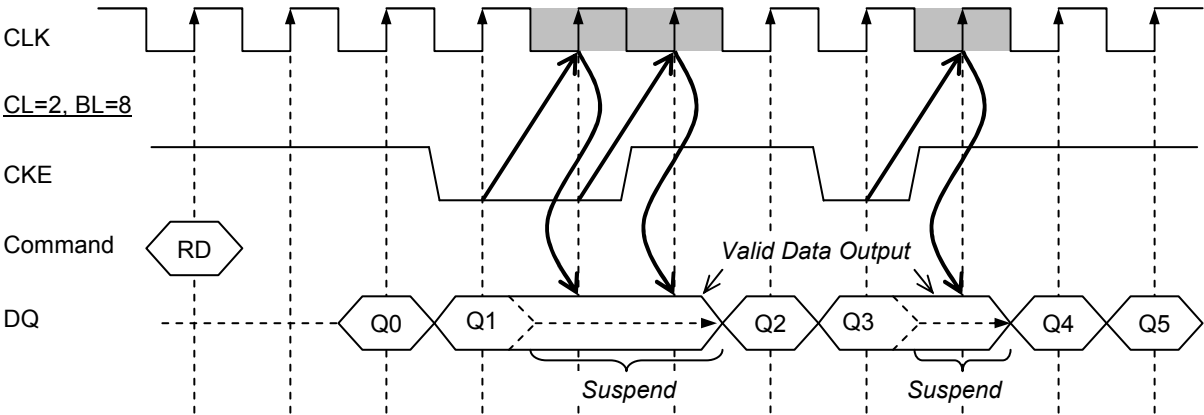 CLK
CL=2, BL=8
CKE
Command RD
Valid Data Output
DQ Q0 Q1 Q2 Q3 Q4 Q5
Suspend Suspend